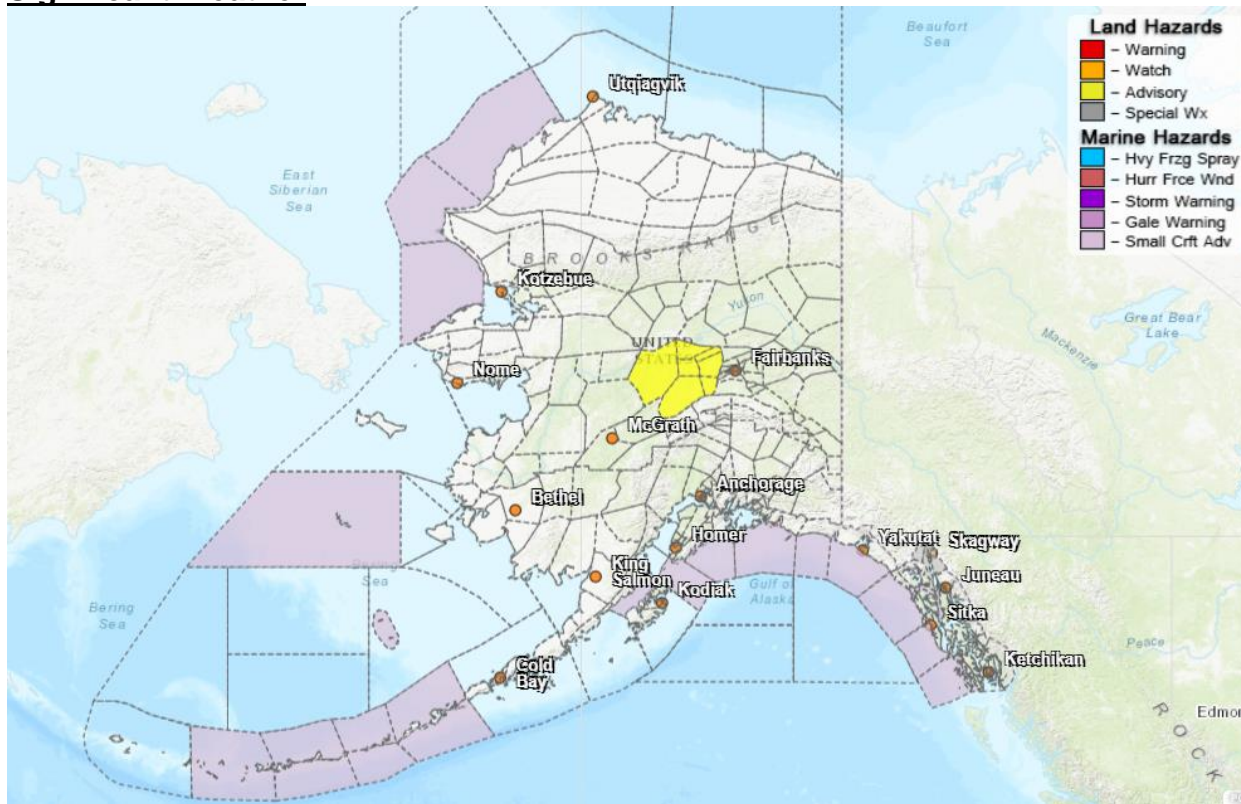 Land Hazards
– Warning
– Watch
– Advisory
– Special Wx
Marine Hazards
– Hvy Frzg Spray
– Hurr Frce Wnd
– Storm Warning
– Gale Warning
– Small Crft Adv
Beaufort
Sea
Utqiagvik
East
Siberian
Sea
BROOKS RANGE
Kotzebue
Yukon
Great Bear
Lake
Mackenzie
UNITED
STATES
Fairbanks
Nome
McGrath
Anchorage
Bethel
Homer
Yakutat
Skagway
King
Salmon
Juneau
Kodiak
Gulf of
Alaska
Sea
Bering
Sea
Sitka
Peace
Cold
Bay
Ketchikan
Edmor
ROCK